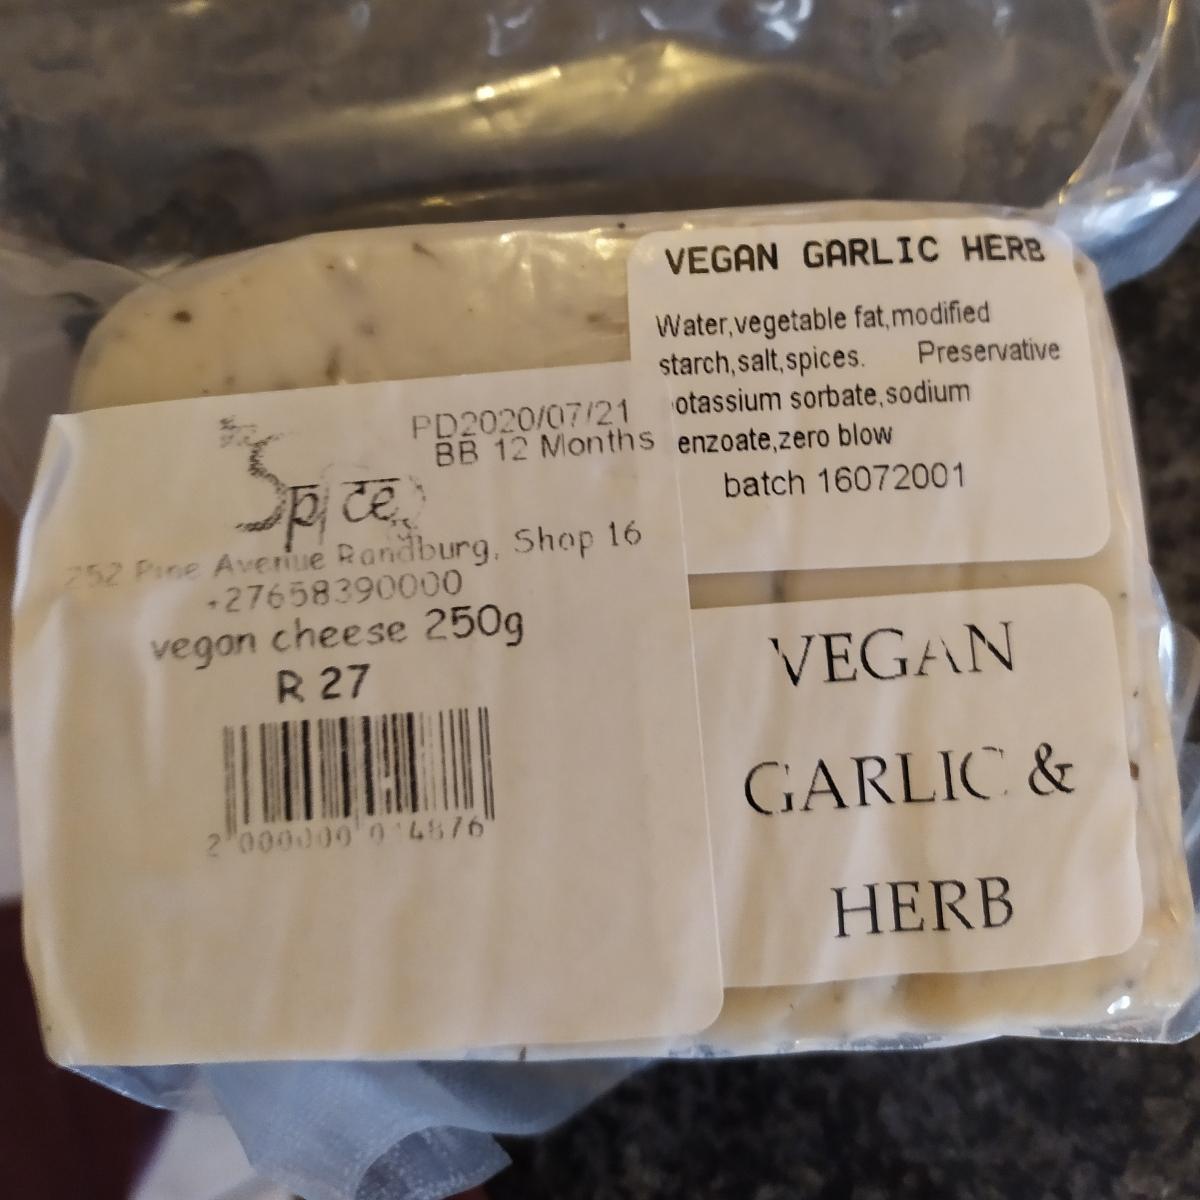 VEGAN GARLIC HERB
Water,vegetable fat,modified
starch,salt,spices. Preservative
otassium sorbate,sodium
enzoate,zero blow
batch 16072001
PD2020/07/21
BB 12 Months
Spice
252 Pine Avenue Randburg, Shop 16
+27658390000
vegan cheese 250g
R 27
VEGAN
GARLIC &
HERB